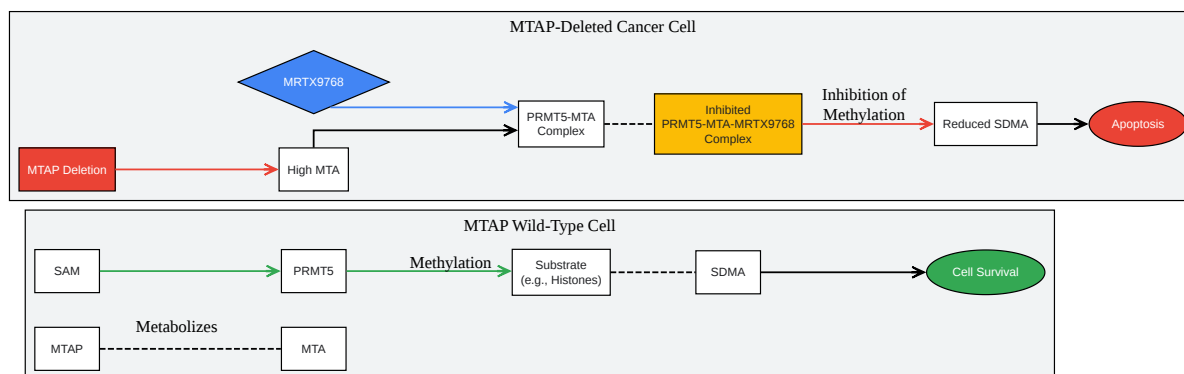 MTAP-Deleted Cancer Cell
MRTX9768
PRMT5-MTA
Complex
Inhibited
PRMT5-MTA-MRTX9768
Complex
Inhibition of
Methylation
Reduced SDMA
Apoptosis
MTAP Deletion
High MTA
MTAP Wild-Type Cell
SAM
PRMT5
Methylation
Substrate
(e.g., Histones)
SDMA
Cell Survival
MTAP
Metabolizes
MTA